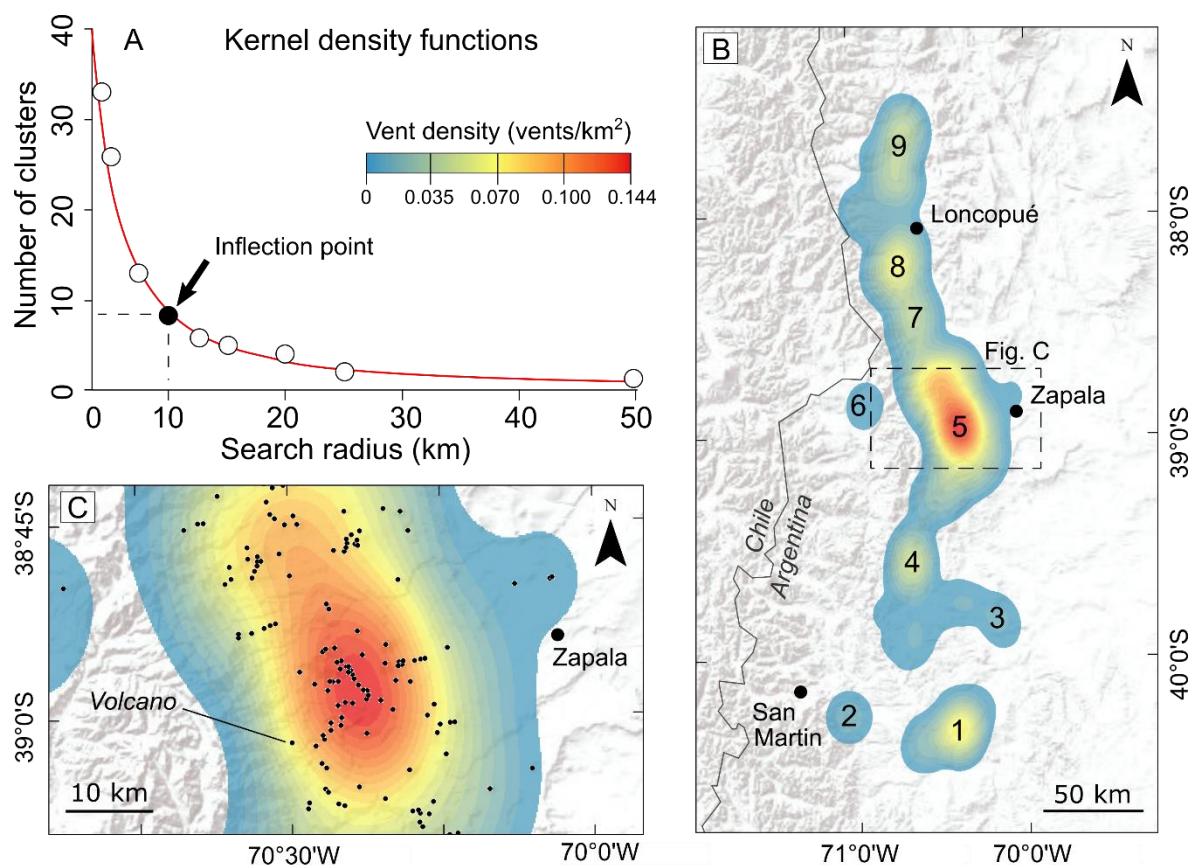 A Kernel density functions
40
30
20
10
0
Number of clusters
Vent density (vents/km²)
0 0.035 0.070 0.100 0.144
Inflection point
0 10 20 30 40 50
Search radius (km)
B
N
9
Loncopué
8
7
Fig. C
6
Zapala
5
Chile
Argentina
4
3
San
Martin
2
1
50 km
38°0'S
39°0'S
40°0'S
71°0'W 70°0'W
C
N
38°45'S
39°0'S
Zapala
Volcano
10 km
70°30'W 70°0'W